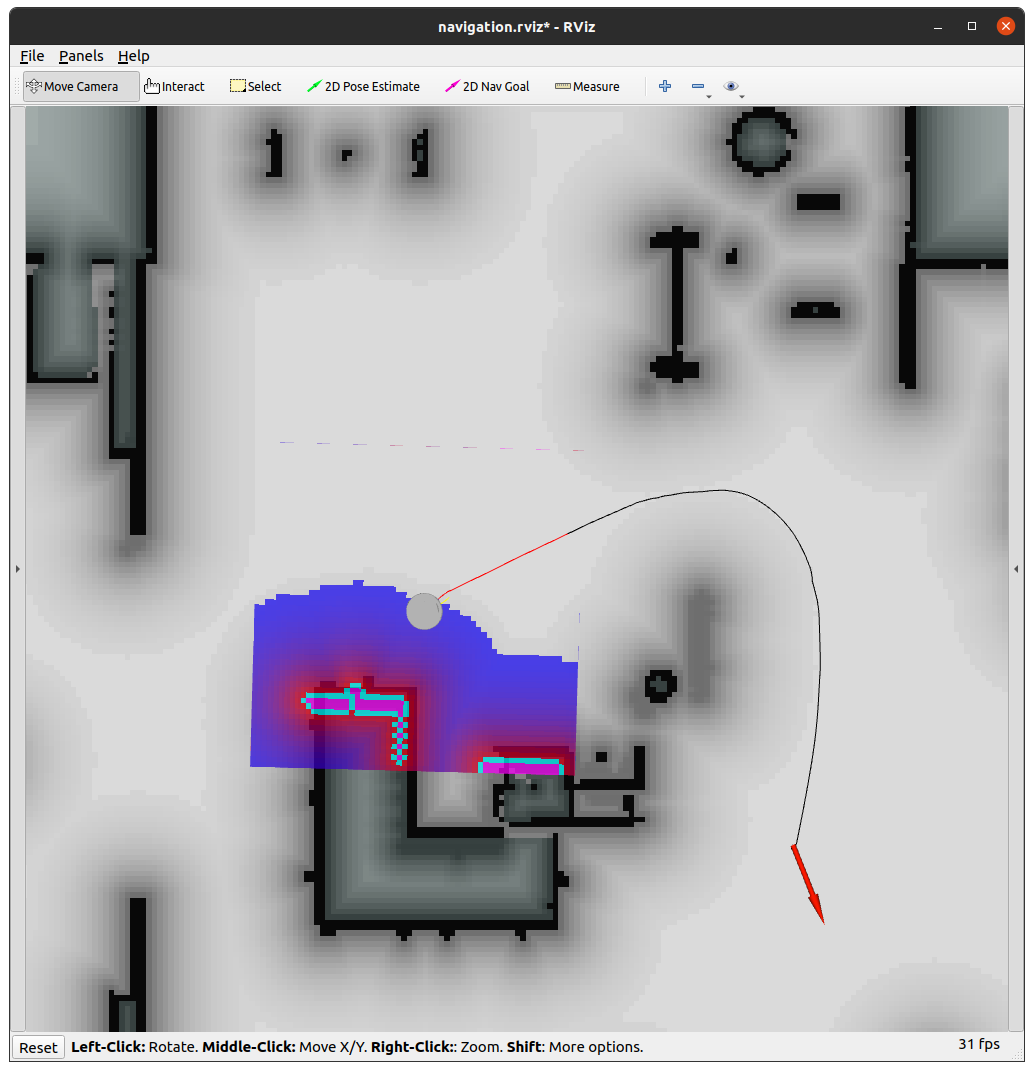 navigation.rviz* - RViz
File Panels Help
Move Camera Interact Select 2D Pose Estimate 2D Nav Goal Measure
Reset Left-Click: Rotate. Middle-Click: Move X/Y. Right-Click:: Zoom. Shift: More options. 31 fps